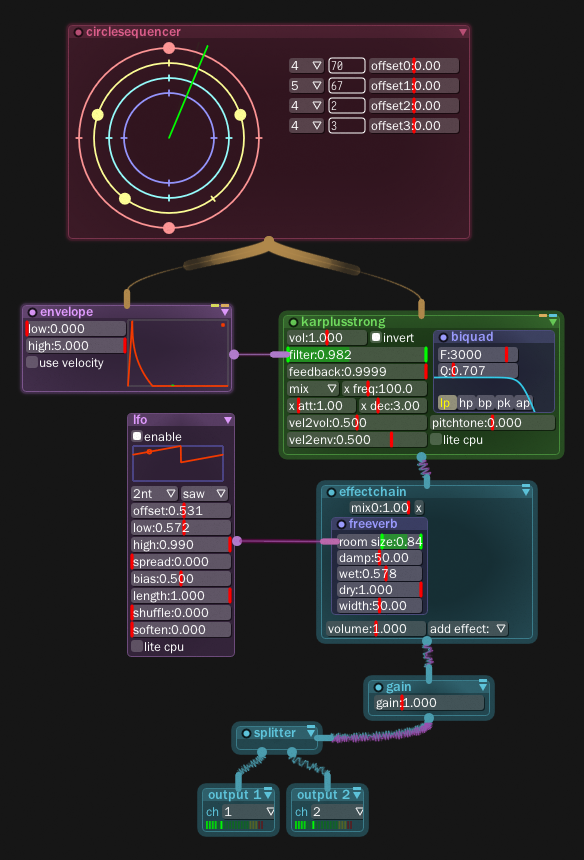 circlesequencer
4 70 offset0:0.00
5 67 offset1:0.00
4 2 offset2:0.00
4 3 offset3:0.00
envelope
low:0.000
high:5.000
use velocity
karplusstrong
vol:1.000 invert
filter:0.982
feedback:0.9999
mix x freq:100.0
x att:1.00 x dec:3.00
vel2vol:0.500 pitchtone:0.000
vel2env:0.500 lite cpu
biquad
F:3000
Q:0.707
lp hp bp pk ap
lfo
enable
2nt saw
offset:0.531
low:0.572
high:0.990
spread:0.000
bias:0.500
length:1.000
shuffle:0.000
soften:0.000
lite cpu
effectchain
mix0:1.00 x
freeverb
room size:0.84
damp:50.00
wet:0.578
dry:1.000
width:50.00
volume:1.000 add effect:
gain
gain:1.000
splitter
output 1
ch 1
output 2
ch 2